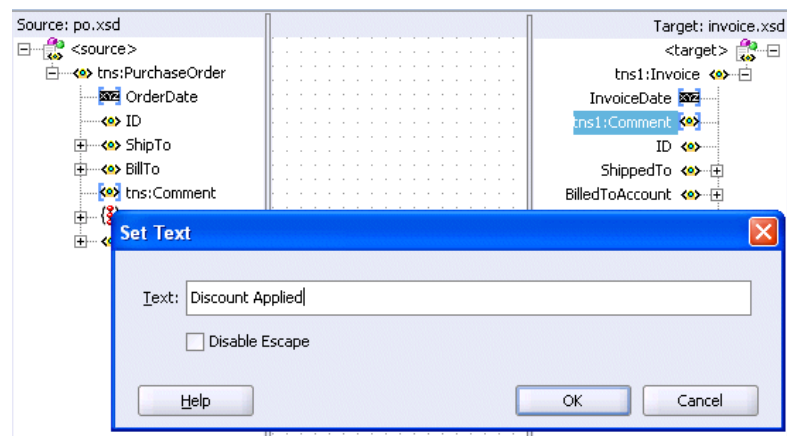 Source: po.xsd
Target: invoice.xsd
<source>
<target>
tns:PurchaseOrder
tns1:Invoice
OrderDate
InvoiceDate
ID
tns1:Comment
ShipTo
ID
BillTo
ShippedTo
tns:Comment
BilledToAccount
Set Text
Text: Discount Applied
Disable Escape
Help
OK
Cancel